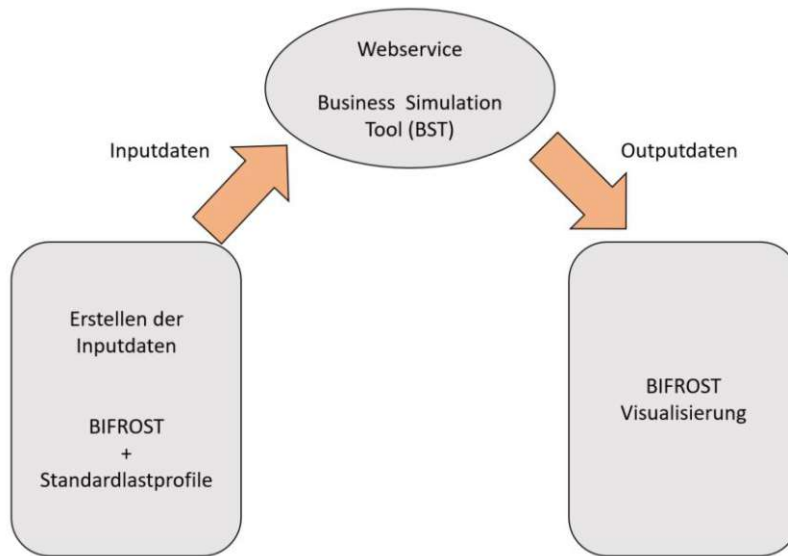 Webservice
Business Simulation
Tool (BST)
Inputdaten
Outputdaten
Erstellen der
Inputdaten
BIFROST
+
Standardlastprofile
BIFROST
Visualisierung